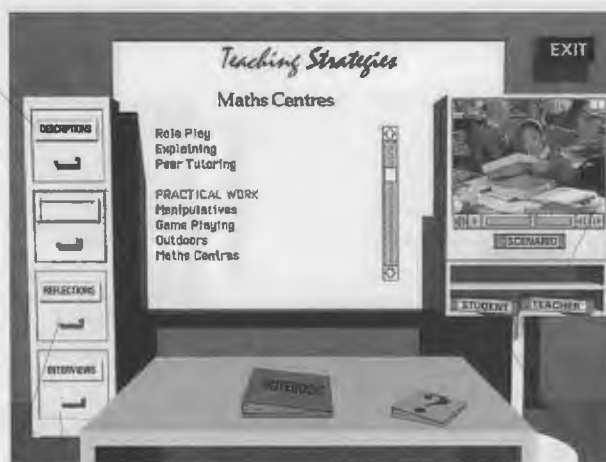 Teaching Strategies
EXIT
Maths Centres
DESCRIPTIONS
Role Play
Explaining
Peer Tutoring
PRACTICAL WORK
Manipulatives
Game Playing
Outdoors
Maths Centres
SCENARIO
REFLECTIONS
STUDENT
TEACHER
INTERVIEWS
NOTEBOOK
?